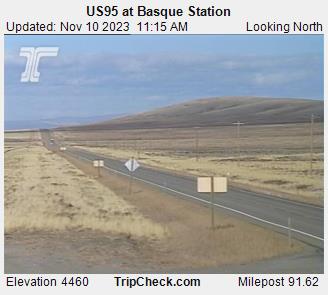 US95 at Basque Station
Updated: Nov 10 2023 11:15 AM Looking North
Elevation 4460 TripCheck.com Milepost 91.62